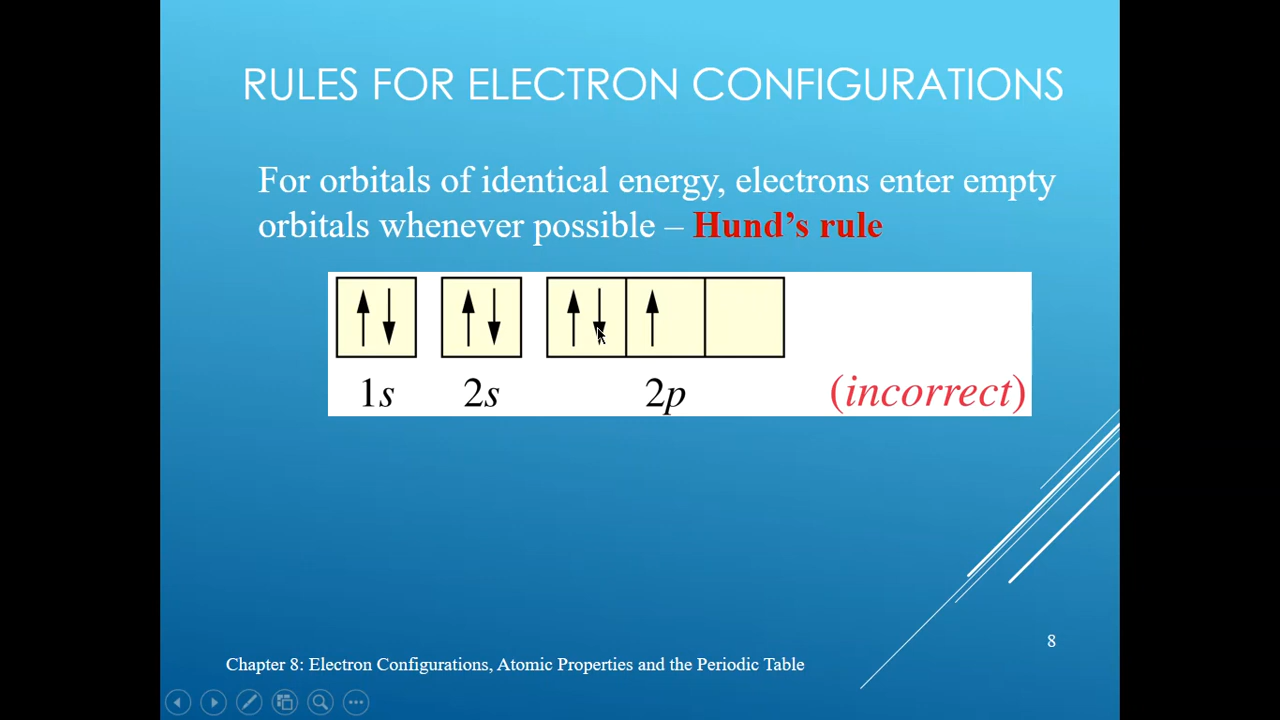 RULES FOR ELECTRON CONFIGURATIONS
For orbitals of identical energy, electrons enter empty
orbitals whenever possible – Hund's rule
1s 2s 2p (incorrect)
8
Chapter 8: Electron Configurations, Atomic Properties and the Periodic Table